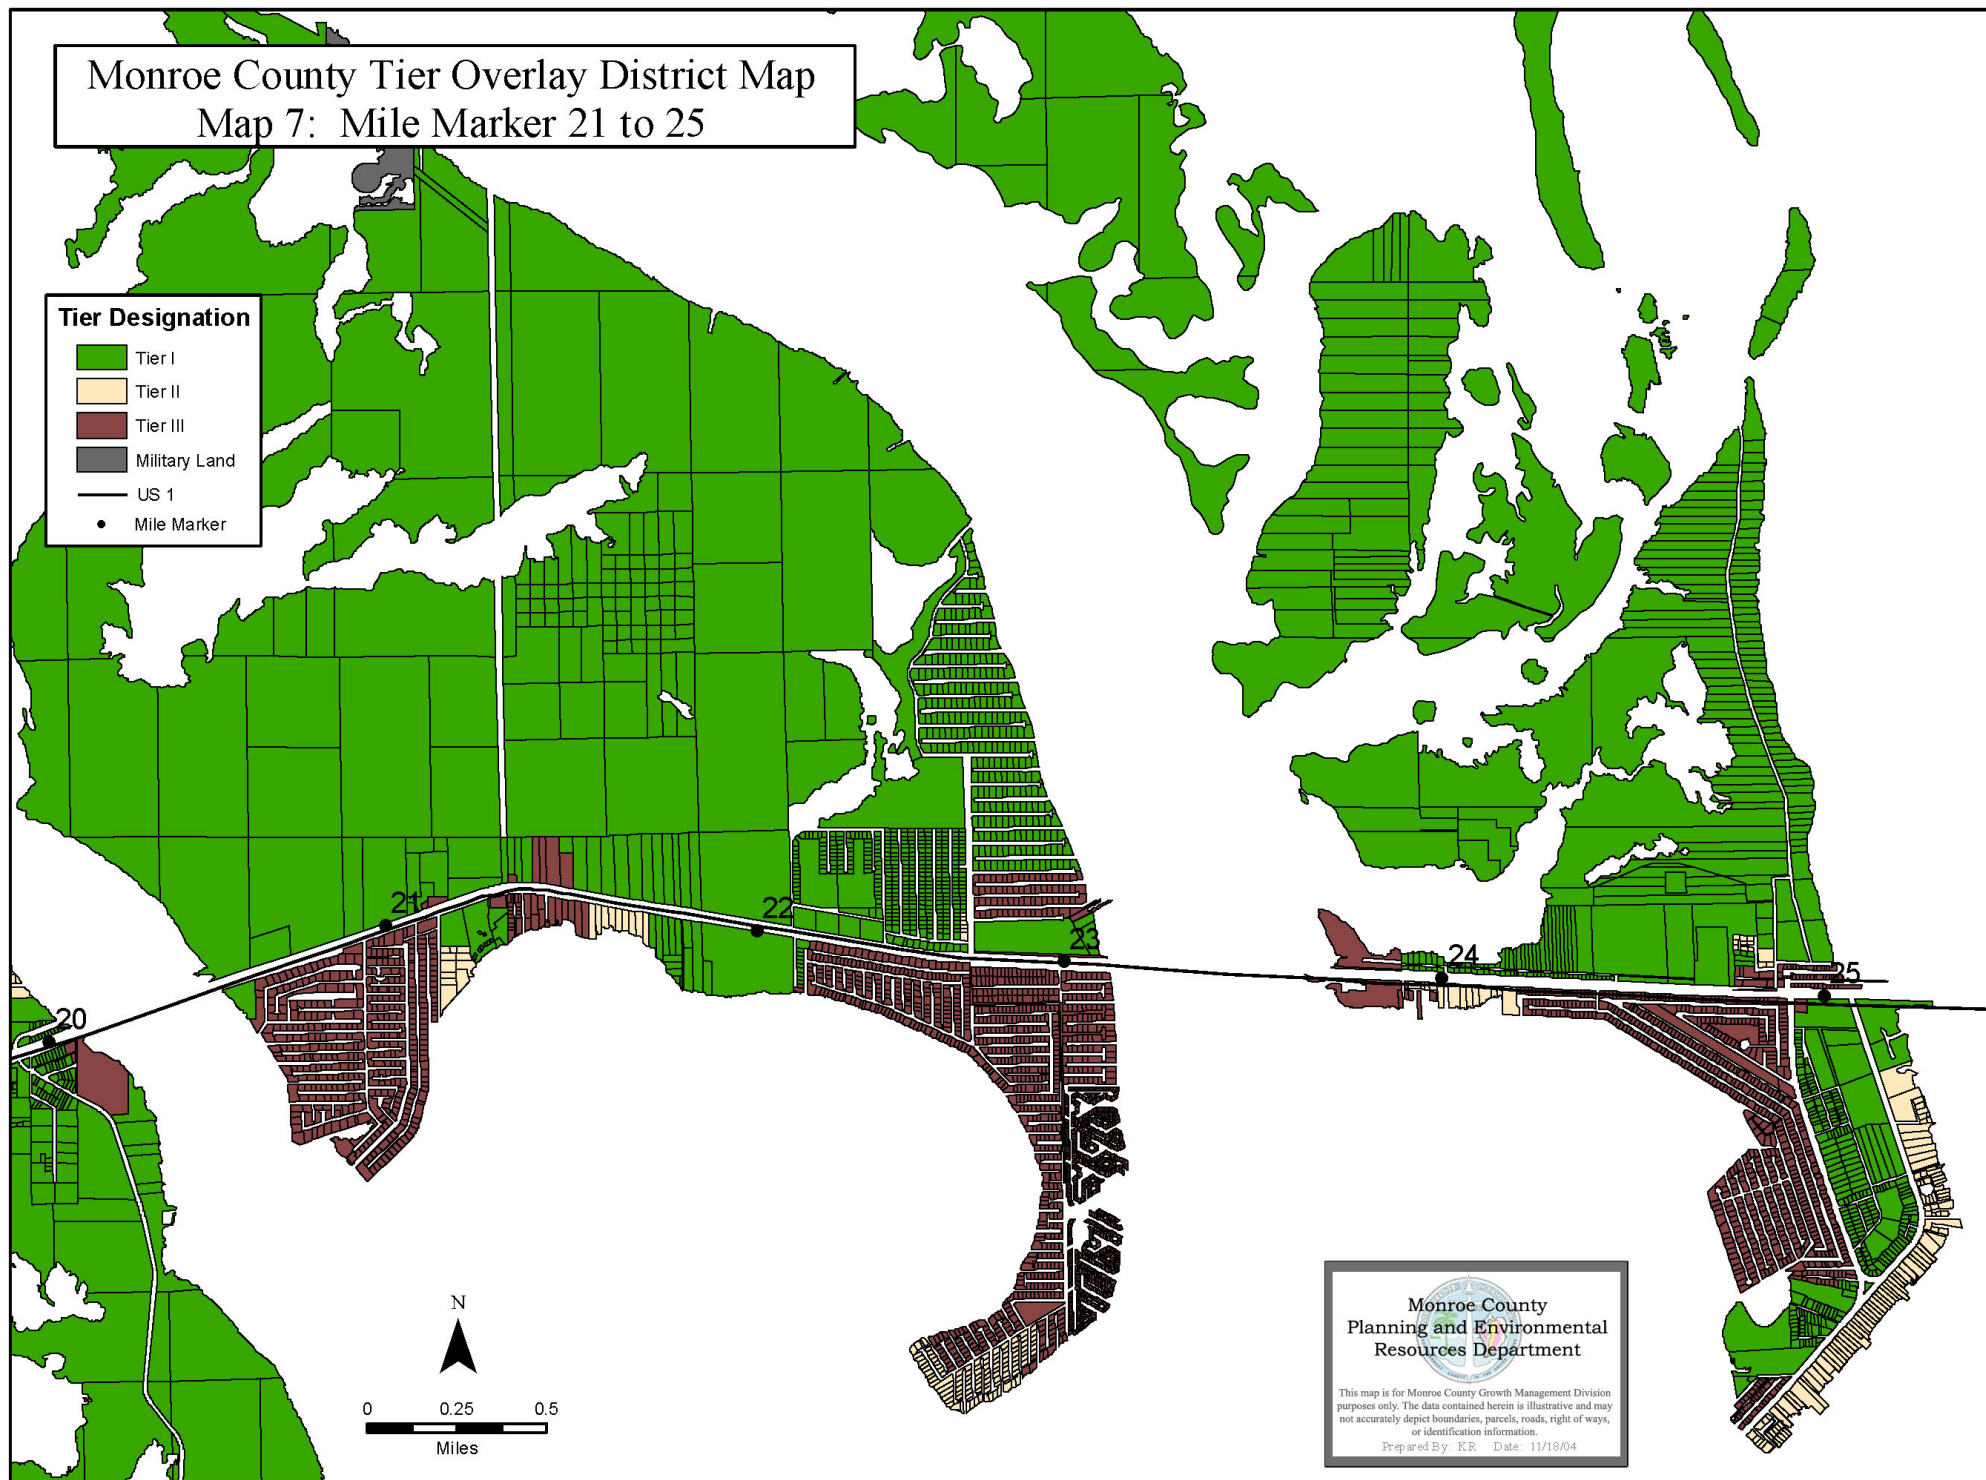 Monroe County Tier Overlay District Map
Map 7: Mile Marker 21 to 25
Tier Designation
Tier I
Tier II
Tier III
Military Land
US 1
Mile Marker
20
21
22
23
24
25
N
0 0.25 0.5
Miles
Monroe County
Planning and Environmental
Resources Department
This map is for Monroe County Growth Management Division
purposes only. The data contained herein is illustrative and may
not accurately depict boundaries, parcels, roads, right of ways,
or identification information.
Prepared By: KR Date: 11/18/04